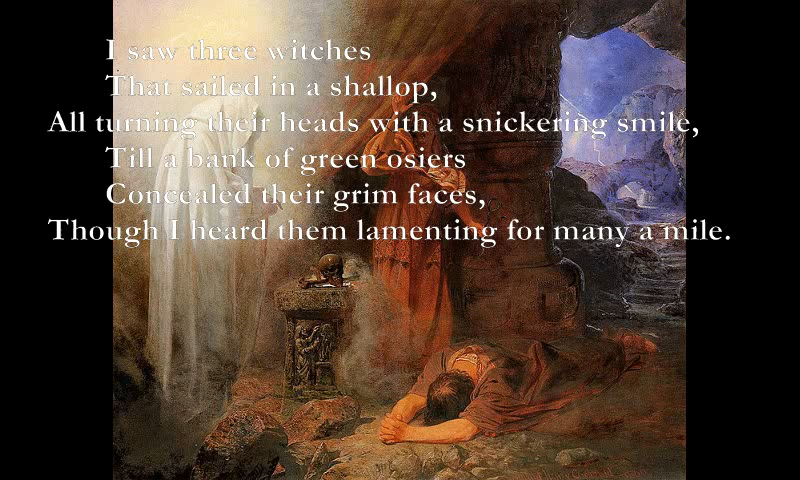 I saw three witches
That sailed in a shallop,
All turning their heads with a snickering smile,
Till a bank of green osiers
Concealed their grim faces,
Though I heard them lamenting for many a mile.